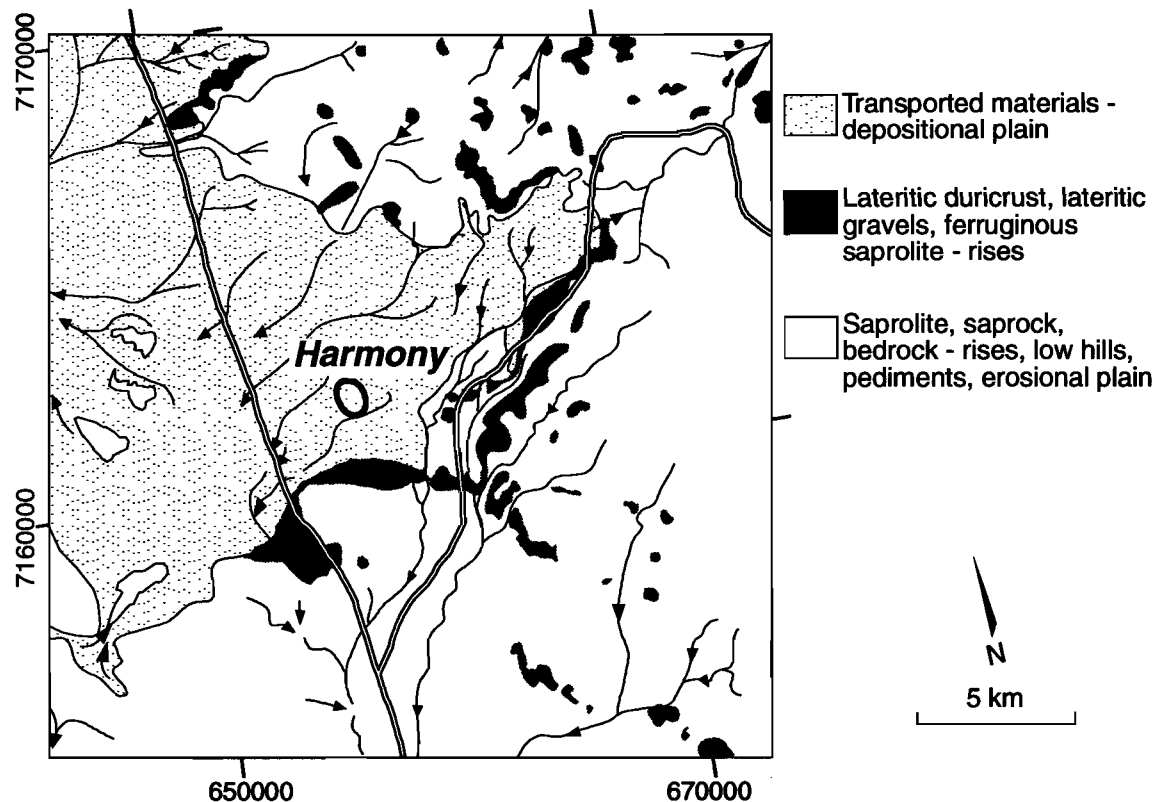 7170000
7160000
650000
670000
Harmony
Transported materials -
depositional plain
Lateritic duricrust, lateritic
gravels, ferruginous
saprolite - rises
Saprolite, saprock,
bedrock - rises, low hills,
pediments, erosional plain
N
5 km